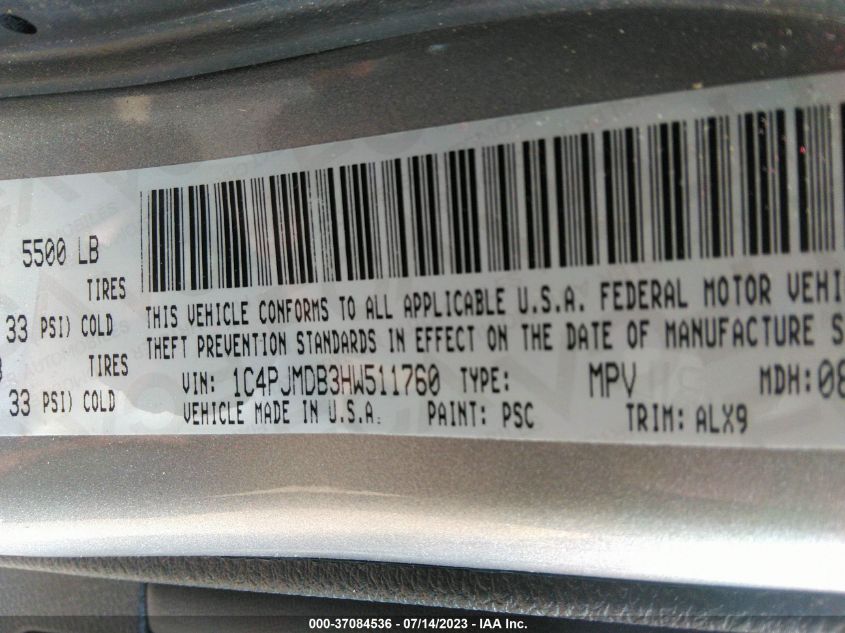 5500 LB
TIRES
33 PSI) COLD
TIRES
33 PSI) COLD
THIS VEHICLE CONFORMS TO ALL APPLICABLE U.S.A. FEDERAL MOTOR VEHI
THEFT PREVENTION STANDARDS IN EFFECT ON THE DATE OF MANUFACTURE S
VIN: 1C4PJMDB3HW511760 TYPE: MPV MDH:08
VEHICLE MADE IN U.S.A. PAINT: PSC TRIM: ALX9
000-37084536 - 07/14/2023 - IAA Inc.